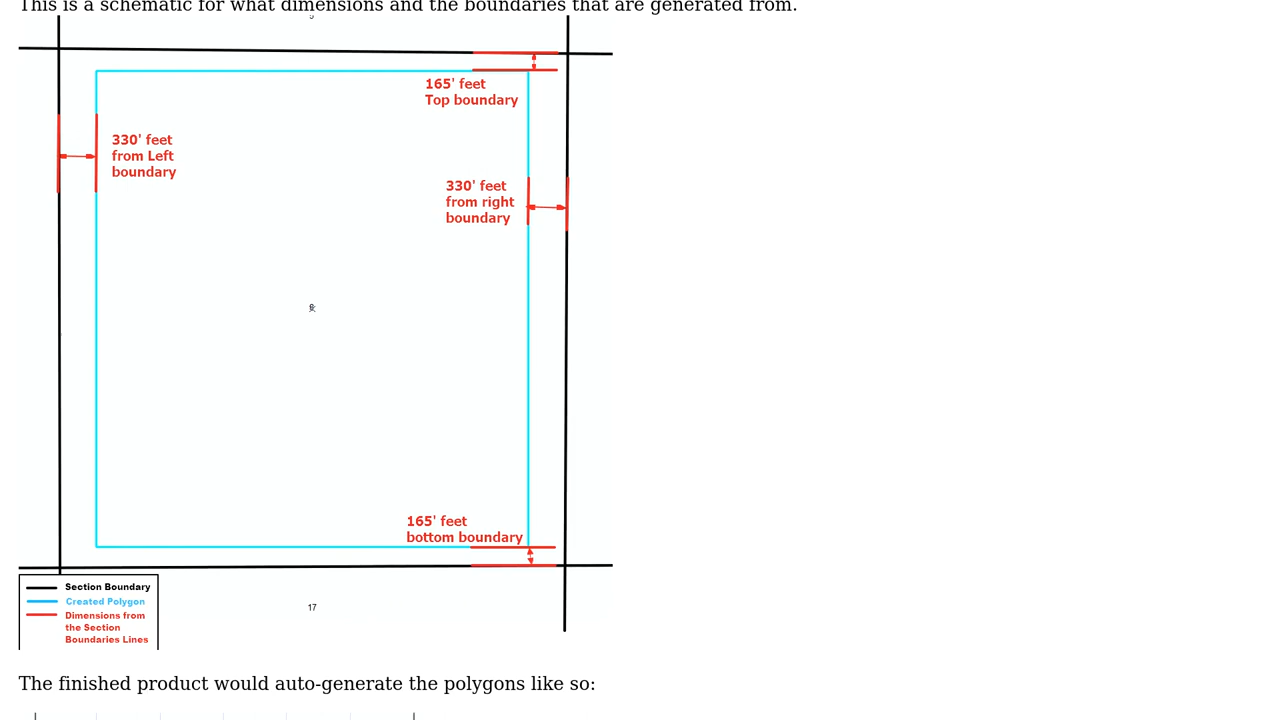 This is a schematic for what dimensions and the boundaries that are generated from.
165' feet
Top boundary
330' feet
from Left
boundary
330' feet
from right
boundary
165' feet
bottom boundary
Section Boundary
Created Polygon
Dimensions from
the Section
Boundaries Lines
17
The finished product would auto-generate the polygons like so: